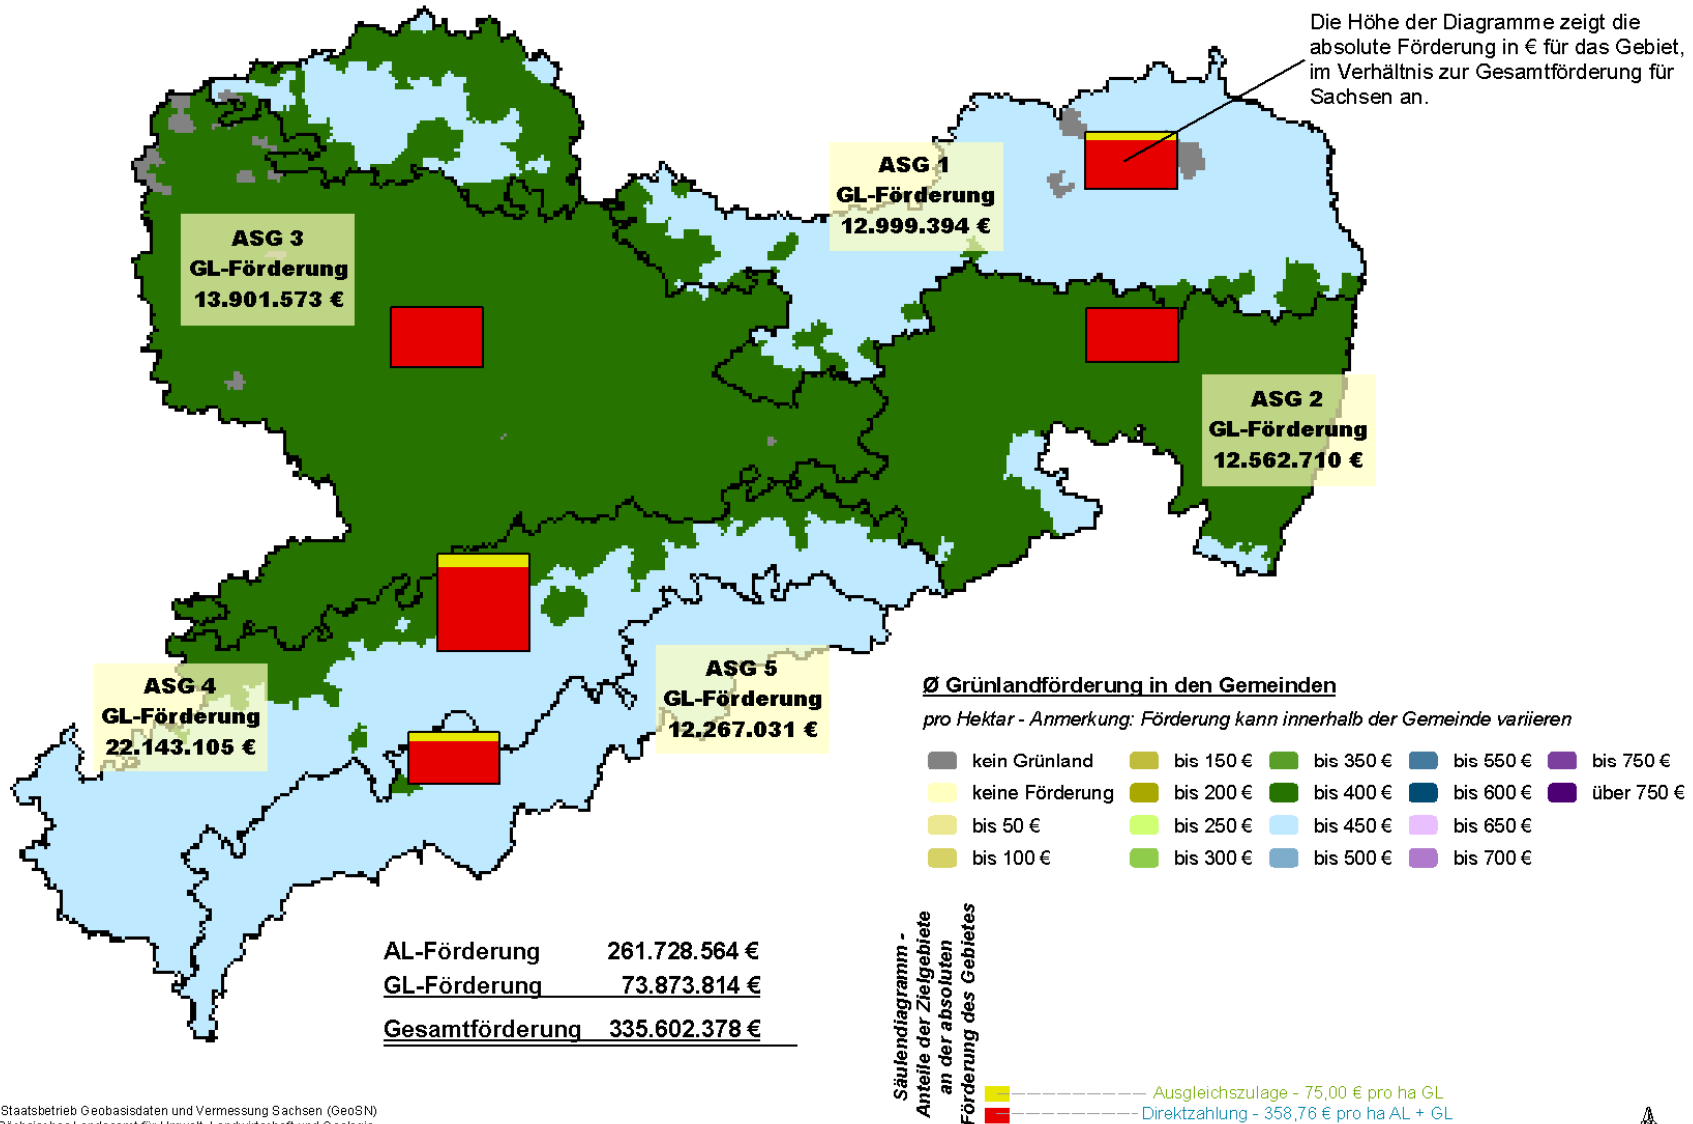 Die Höhe der Diagramme zeigt die
absolute Förderung in € für das Gebiet,
im Verhältnis zur Gesamtförderung für
Sachsen an.
ASG 1
GL-Förderung
12.999.394 €
ASG 3
GL-Förderung
13.901.573 €
ASG 2
GL-Förderung
12.562.710 €
ASG 4
GL-Förderung
22.143.105 €
ASG 5
GL-Förderung
12.267.031 €
Ø Grünlandförderung in den Gemeinden
pro Hektar - Anmerkung: Förderung kann innerhalb der Gemeinde variieren
kein Grünland bis 150 € bis 350 € bis 550 € bis 750 €
keine Förderung bis 200 € bis 400 € bis 600 € über 750 €
bis 50 € bis 250 € bis 450 € bis 650 €
bis 100 € bis 300 € bis 500 € bis 700 €
AL-Förderung 261.728.564 €
GL-Förderung 73.873.814 €
Gesamtförderung 335.602.378 €
Säulendiagramm -
Anteile der Zielgebiete
an der absoluten
Förderung des Gebietes
Ausgleichszulage - 75,00 € pro ha GL
Direktzahlung - 358,76 € pro ha AL + GL
Staatsbetrieb Geobasisdaten und Vermessung Sachsen (GeoSN)
Sächsisches Landesamt für Umwelt, Landwirtschaft und Geologie